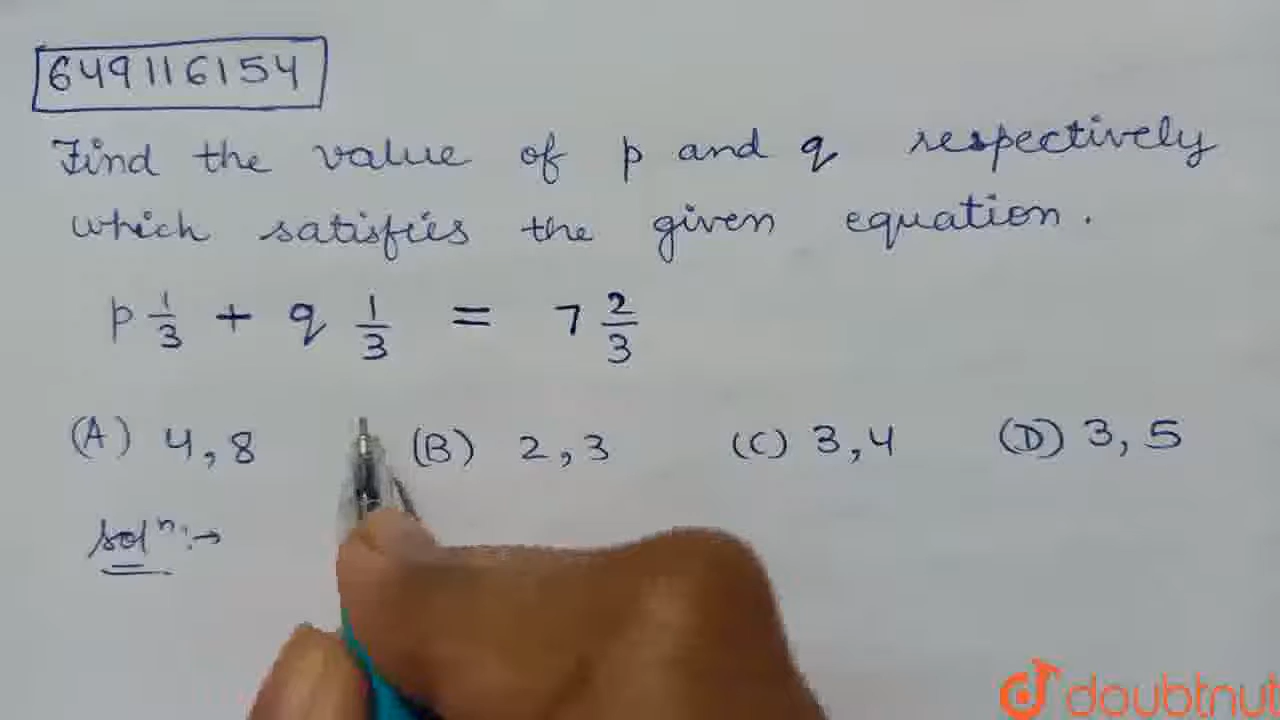 649116154
Find the value of p and q respectively
which satisfies the given equation.
p 1/3 + q 1/3 = 7 2/3
(A) 4,8 (B) 2,3 (C) 3,4 (D) 3,5
Solⁿ:→
doubtnut